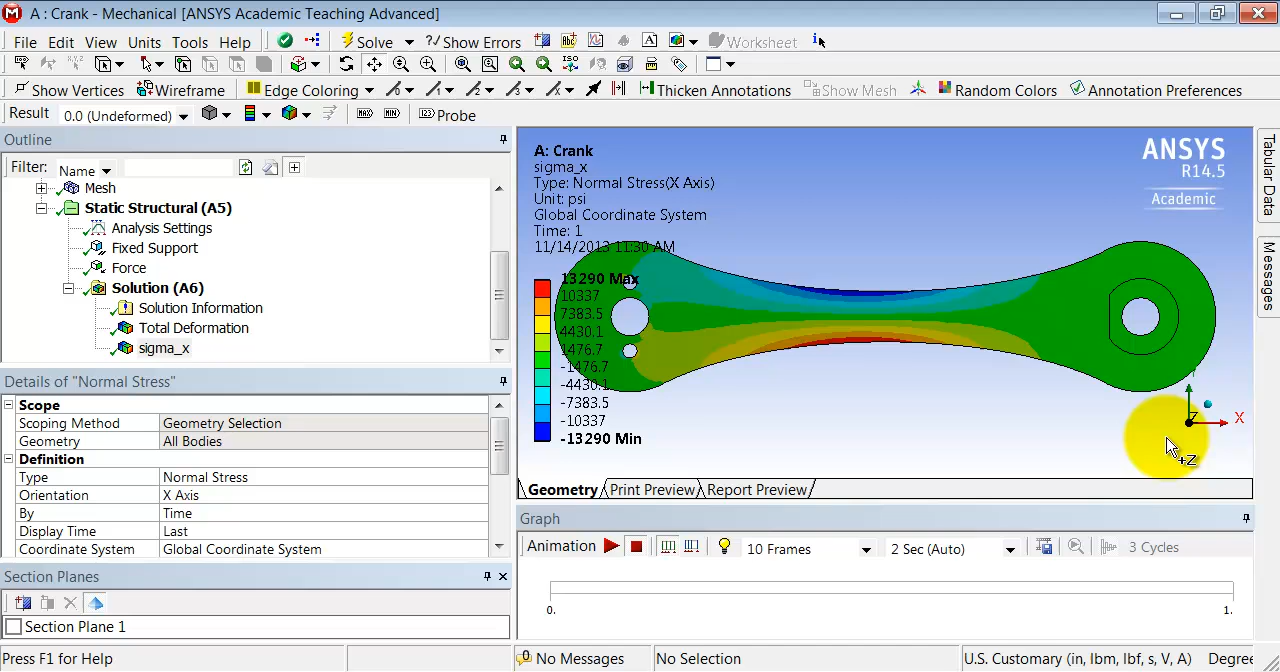 A : Crank - Mechanical [ANSYS Academic Teaching Advanced]
File Edit View Units Tools Help Solve Show Errors Worksheet
Show Vertices Wireframe Edge Coloring Thicken Annotations Show Mesh Random Colors Annotation Preferences
Result 0.0 (Undeformed) MAX MIN Probe
Outline
Filter: Name
Mesh
Static Structural (A5)
Analysis Settings
Fixed Support
Force
Solution (A6)
Solution Information
Total Deformation
sigma_x
Details of "Normal Stress"
Scope
Scoping Method Geometry Selection
Geometry All Bodies
Definition
Type Normal Stress
Orientation X Axis
By Time
Display Time Last
Coordinate System Global Coordinate System
Section Planes
Section Plane 1
A: Crank
sigma_x
Type: Normal Stress(X Axis)
Unit: psi
Global Coordinate System
Time: 1
11/14/2013 11:30 AM
13290 Max
10337
7383.5
4430.1
1476.7
-1476.7
-4430.1
-7383.5
-10337
-13290 Min
ANSYS
R14.5
Academic
X
+Z
Geometry Print Preview Report Preview
Tabular Data
Messages
Graph
Animation 10 Frames 2 Sec (Auto) 3 Cycles
0. 1.
Press F1 for Help No Messages No Selection U.S. Customary (in, lbm, lbf, s, V, A) Degree